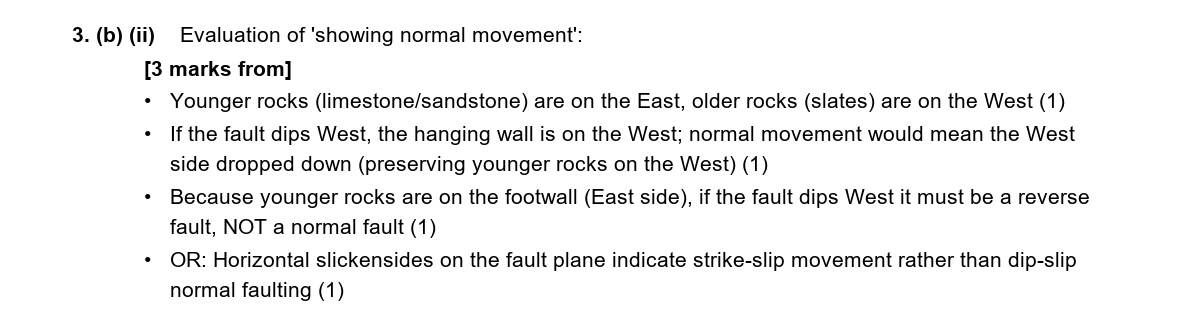 3. (b) (ii) Evaluation of 'showing normal movement':
[3 marks from]
• Younger rocks (limestone/sandstone) are on the East, older rocks (slates) are on the West (1)
• If the fault dips West, the hanging wall is on the West; normal movement would mean the West
side dropped down (preserving younger rocks on the West) (1)
• Because younger rocks are on the footwall (East side), if the fault dips West it must be a reverse
fault, NOT a normal fault (1)
• OR: Horizontal slickensides on the fault plane indicate strike-slip movement rather than dip-slip
normal faulting (1)